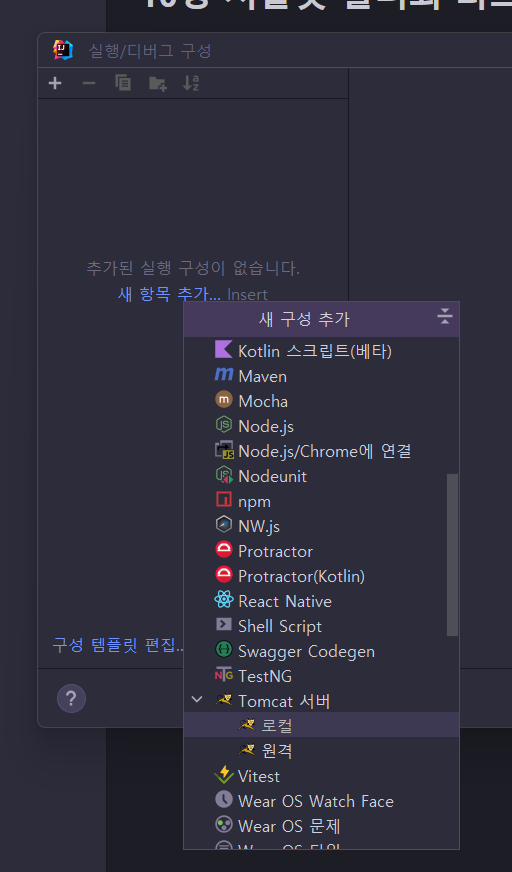 실행/디버그 구성
추가된 실행 구성이 없습니다.
새 항목 추가... Insert
새 구성 추가
Kotlin 스크립트(베타)
Maven
Mocha
Node.js
Node.js/Chrome에 연결
Nodeunit
npm
NW.js
Protractor
Protractor(Kotlin)
React Native
Shell Script
구성 템플릿 편집...
Swagger Codegen
TestNG
Tomcat 서버
로컬
원격
Vitest
Wear OS Watch Face
Wear OS 문제
Wear OS